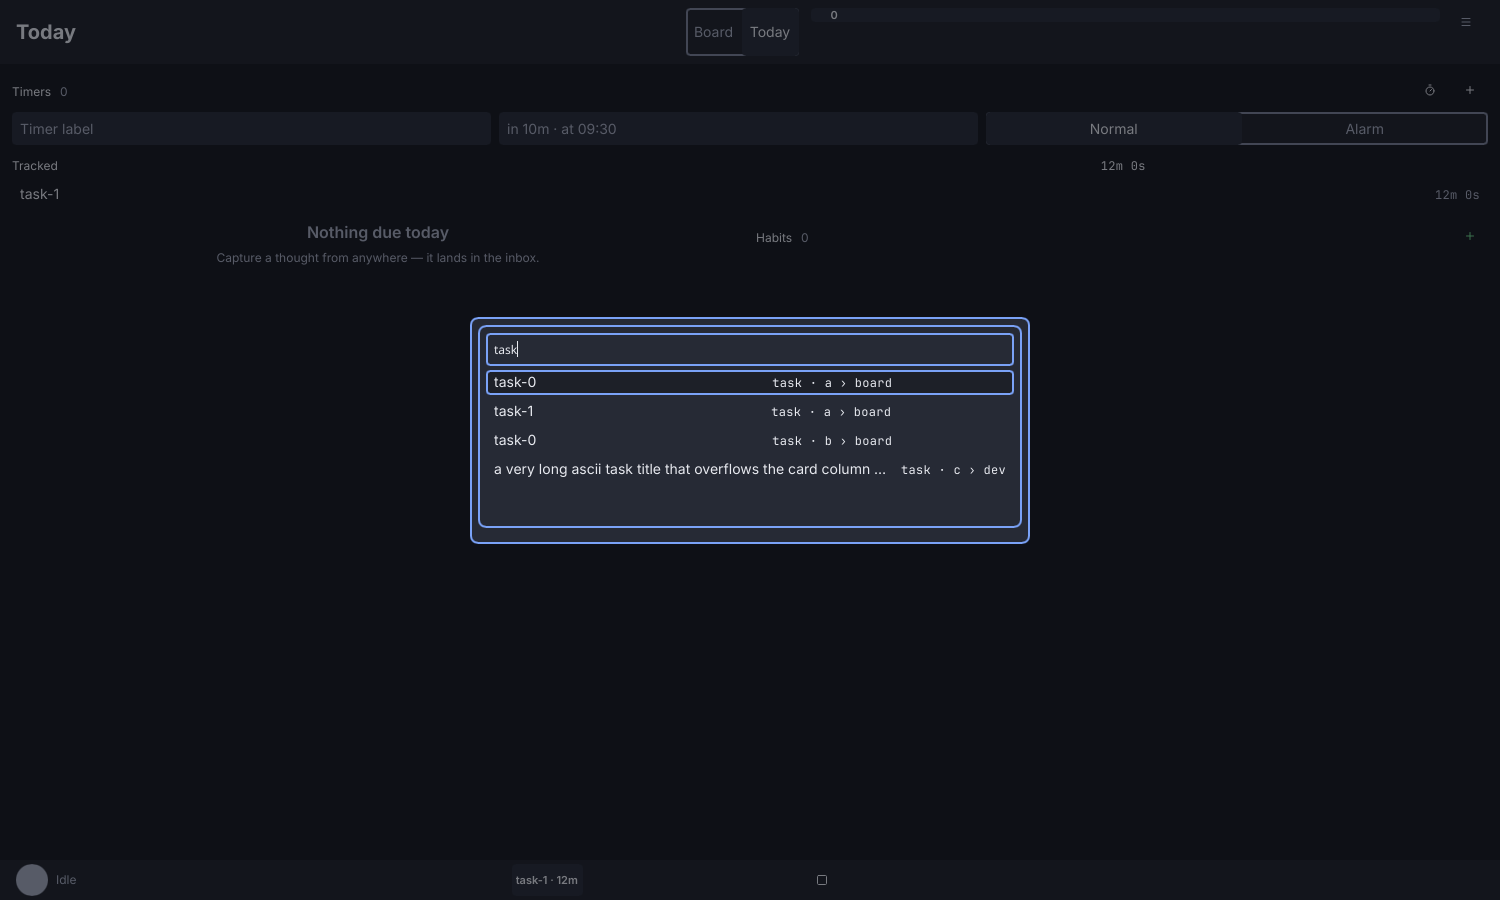 Today
Board Today
0
☰
Timers 0
+
Timer label
in 10m · at 09:30
Normal
Alarm
Tracked
12m 0s
task-1
12m 0s
Nothing due today
Capture a thought from anywhere — it lands in the inbox.
Habits 0
+
task
task-0 task · a › board
task-1 task · a › board
task-0 task · b › board
a very long ascii task title that overflows the card column ... task · c › dev
Idle
task-1 · 12m